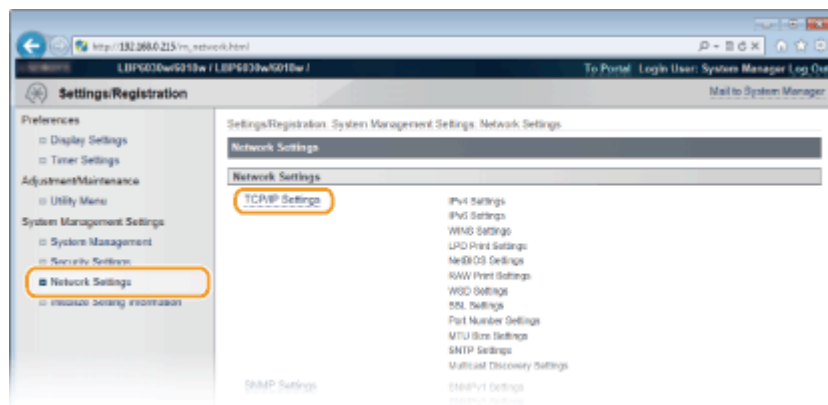 http://192.168.0.215/m_network.html
LBP6030w/6018w / LBP6030w/6018w /
To Portal Login User: System Manager Log Out
Settings/Registration
Mail to System Manager
Preferences
Display Settings
Timer Settings
Adjustment/Maintenance
Utility Menu
System Management Settings
System Management
Security Settings
Network Settings
Initialize Setting Information
Settings/Registration: System Management Settings: Network Settings
Network Settings
Network Settings
TCP/IP Settings
IPv4 Settings
IPv6 Settings
WINS Settings
LPD Print Settings
NetBIOS Settings
RAW Print Settings
WSD Settings
SSL Settings
Port Number Settings
MTU Size Settings
SNTP Settings
Multicast Discovery Settings
SNMP Settings
SNMPv1 Settings